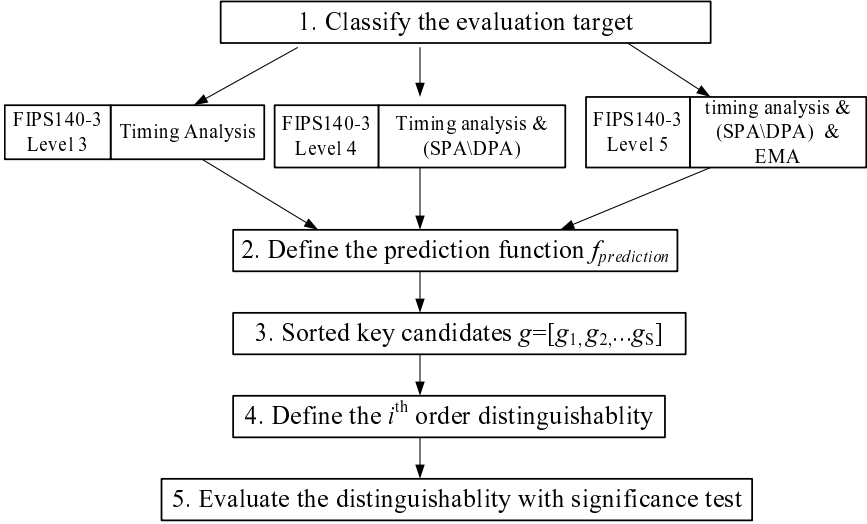 1. Classify the evaluation target
FIPS140-3
Level 3
Timing Analysis
FIPS140-3
Level 4
Timing analysis &
(SPA\DPA)
FIPS140-3
Level 5
timing analysis &
(SPA\DPA) &
EMA
2. Define the prediction function fprediction
3. Sorted key candidates g=[g1,g2,...gS]
4. Define the ith order distinguishablity
5. Evaluate the distinguishablity with significance test